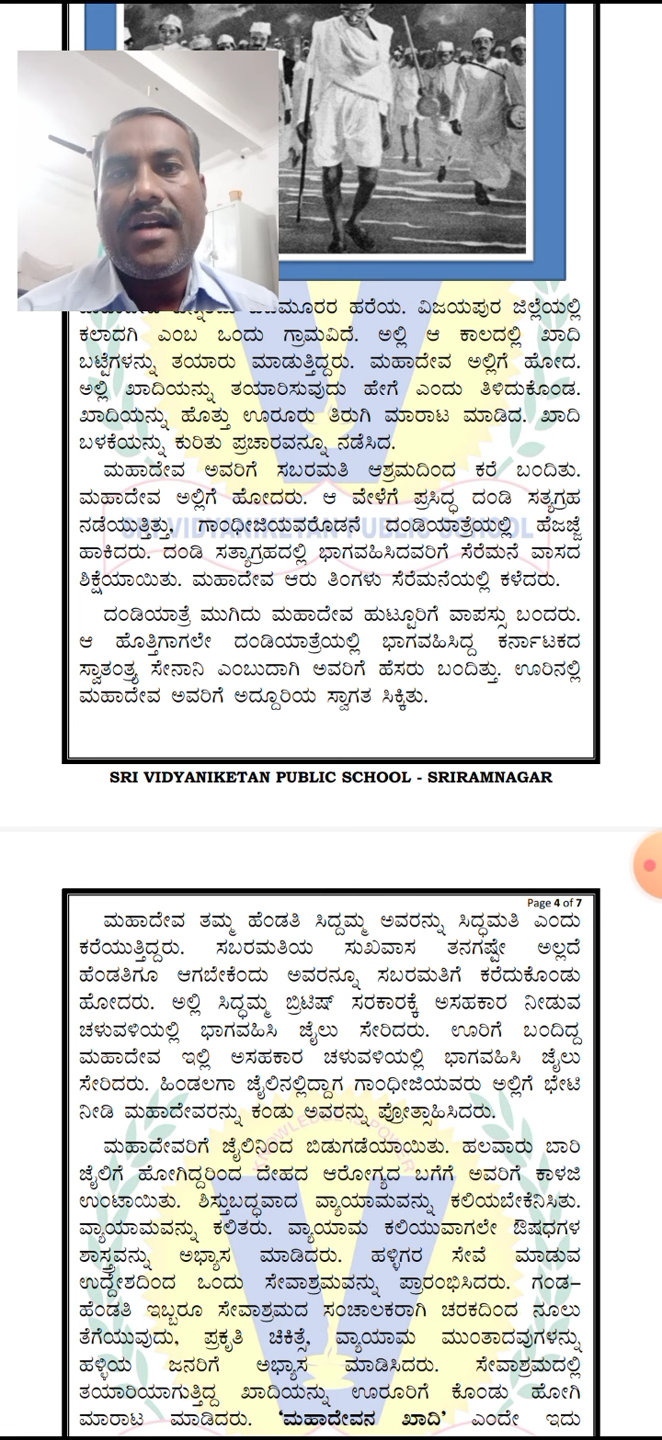 ಹದಿಮೂರರ ಹರೆಯ. ವಿಜಯಪುರ ಜಿಲ್ಲೆಯಲ್ಲಿ
ಕಲಾದಗಿ ಎಂಬ ಒಂದು ಗ್ರಾಮವಿದೆ. ಅಲ್ಲಿ ಆ ಕಾಲದಲ್ಲಿ ಖಾದಿ
ಬಟ್ಟೆಗಳನ್ನು ತಯಾರು ಮಾಡುತ್ತಿದ್ದರು. ಮಹಾದೇವ ಅಲ್ಲಿಗೆ ಹೋದ.
ಅಲ್ಲಿ ಖಾದಿಯನ್ನು ತಯಾರಿಸುವುದು ಹೇಗೆ ಎಂದು ತಿಳಿದುಕೊಂಡ.
ಖಾದಿಯನ್ನು ಹೊತ್ತು ಊರೂರು ತಿರುಗಿ ಮಾರಾಟ ಮಾಡಿದ. ಖಾದಿ
ಬಳಕೆಯನ್ನು ಕುರಿತು ಪ್ರಚಾರವನ್ನೂ ನಡೆಸಿದ.
ಮಹಾದೇವ ಅವರಿಗೆ ಸಬರಮತಿ ಆಶ್ರಮದಿಂದ ಕರೆ ಬಂದಿತು.
ಮಹಾದೇವ ಅಲ್ಲಿಗೆ ಹೋದರು. ಆ ವೇಳೆಗೆ ಪ್ರಸಿದ್ಧ ದಂಡಿ ಸತ್ಯಾಗ್ರಹ
ನಡೆಯುತ್ತಿತ್ತು, ಗಾಂಧೀಜಿಯವರೊಡನೆ ದಂಡಿಯಾತ್ರೆಯಲ್ಲಿ ಹೆಜ್ಜೆ
ಹಾಕಿದರು. ದಂಡಿ ಸತ್ಯಾಗ್ರಹದಲ್ಲಿ ಭಾಗವಹಿಸಿದವರಿಗೆ ಸೆರೆಮನೆ ವಾಸದ
ಶಿಕ್ಷೆಯಾಯಿತು. ಮಹಾದೇವ ಆರು ತಿಂಗಳು ಸೆರೆಮನೆಯಲ್ಲಿ ಕಳೆದರು.
ದಂಡಿಯಾತ್ರೆ ಮುಗಿದು ಮಹಾದೇವ ಹುಟ್ಟೂರಿಗೆ ವಾಪಸ್ಸು ಬಂದರು.
ಆ ಹೊತ್ತಿಗಾಗಲೇ ದಂಡಿಯಾತ್ರೆಯಲ್ಲಿ ಭಾಗವಹಿಸಿದ್ದ ಕರ್ನಾಟಕದ
ಸ್ವಾತಂತ್ರ್ಯ ಸೇನಾನಿ ಎಂಬುದಾಗಿ ಅವರಿಗೆ ಹೆಸರು ಬಂದಿತ್ತು. ಊರಿನಲ್ಲಿ
ಮಹಾದೇವ ಅವರಿಗೆ ಅದ್ದೂರಿಯ ಸ್ವಾಗತ ಸಿಕ್ಕಿತು.
SRI VIDYANIKETAN PUBLIC SCHOOL - SRIRAMNAGAR
Page 4 of 7
ಮಹಾದೇವ ತಮ್ಮ ಹೆಂಡತಿ ಸಿದ್ದಮ್ಮ ಅವರನ್ನು ಸಿದ್ಧಮತಿ ಎಂದು
ಕರೆಯುತ್ತಿದ್ದರು. ಸಬರಮತಿಯ ಸುಖವಾಸ ತನಗಷ್ಟೇ ಅಲ್ಲದೆ
ಹೆಂಡತಿಗೂ ಆಗಬೇಕೆಂದು ಅವರನ್ನೂ ಸಬರಮತಿಗೆ ಕರೆದುಕೊಂಡು
ಹೋದರು. ಅಲ್ಲಿ ಸಿದ್ಧಮ್ಮ ಬ್ರಿಟಿಷ್ ಸರಕಾರಕ್ಕೆ ಅಸಹಕಾರ ನೀಡುವ
ಚಳುವಳಿಯಲ್ಲಿ ಭಾಗವಹಿಸಿ ಜೈಲು ಸೇರಿದರು. ಊರಿಗೆ ಬಂದಿದ್ದ
ಮಹಾದೇವ ಇಲ್ಲಿ ಅಸಹಕಾರ ಚಳುವಳಿಯಲ್ಲಿ ಭಾಗವಹಿಸಿ ಜೈಲು
ಸೇರಿದರು. ಹಿಂಡಲಗಾ ಜೈಲಿನಲ್ಲಿದ್ದಾಗ ಗಾಂಧೀಜಿಯವರು ಅಲ್ಲಿಗೆ ಭೇಟಿ
ನೀಡಿ ಮಹಾದೇವರನ್ನು ಕಂಡು ಅವರನ್ನು ಪ್ರೋತ್ಸಾಹಿಸಿದರು.
ಮಹಾದೇವರಿಗೆ ಜೈಲಿನಿಂದ ಬಿಡುಗಡೆಯಾಯಿತು. ಹಲವಾರು ಬಾರಿ
ಜೈಲಿಗೆ ಹೋಗಿದ್ದರಿಂದ ದೇಹದ ಆರೋಗ್ಯದ ಬಗೆಗೆ ಅವರಿಗೆ ಕಾಳಜಿ
ಉಂಟಾಯಿತು. ಶಿಸ್ತುಬದ್ಧವಾದ ವ್ಯಾಯಾಮವನ್ನು ಕಲಿಯಬೇಕೆನಿಸಿತು.
ವ್ಯಾಯಾಮವನ್ನು ಕಲಿತರು. ವ್ಯಾಯಾಮ ಕಲಿಯುವಾಗಲೇ ಔಷಧಗಳ
ಶಾಸ್ತ್ರವನ್ನು ಅಭ್ಯಾಸ ಮಾಡಿದರು. ಹಳ್ಳಿಗರ ಸೇವೆ ಮಾಡುವ
ಉದ್ದೇಶದಿಂದ ಒಂದು ಸೇವಾಶ್ರಮವನ್ನು ಪ್ರಾರಂಭಿಸಿದರು. ಗಂಡ–
ಹೆಂಡತಿ ಇಬ್ಬರೂ ಸೇವಾಶ್ರಮದ ಸಂಚಾಲಕರಾಗಿ ಚರಕದಿಂದ ನೂಲು
ತೆಗೆಯುವುದು, ಪ್ರಕೃತಿ ಚಿಕಿತ್ಸೆ, ವ್ಯಾಯಾಮ ಮುಂತಾದವುಗಳನ್ನು
ಹಳ್ಳಿಯ ಜನರಿಗೆ ಅಭ್ಯಾಸ ಮಾಡಿಸಿದರು. ಸೇವಾಶ್ರಮದಲ್ಲಿ
ತಯಾರಿಯಾಗುತ್ತಿದ್ದ ಖಾದಿಯನ್ನು ಊರೂರಿಗೆ ಕೊಂಡು ಹೋಗಿ
ಮಾರಾಟ ಮಾಡಿದರು. ‘ಮಹಾದೇವನ ಖಾದಿ’ ಎಂದೇ ಇದು